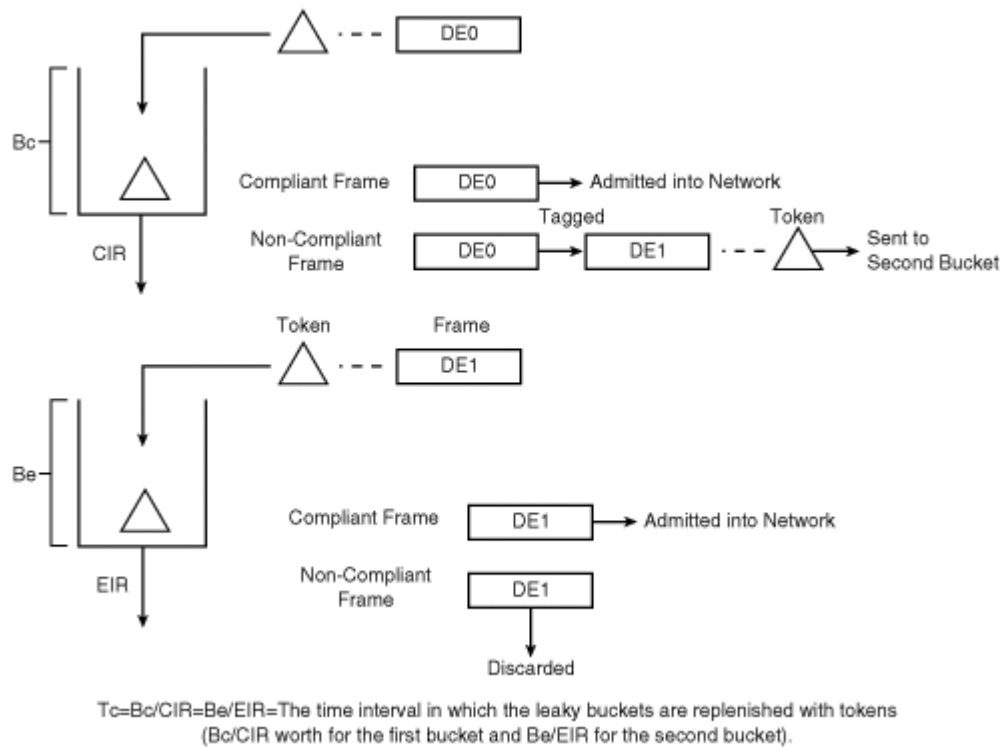 DE0
Bc
Compliant Frame
DE0
Admitted into Network
Tagged
Token
CIR
Non-Compliant
Frame
DE0
DE1
Sent to
Second Bucket
Token
Frame
DE1
Be
Compliant Frame
DE1
Admitted into Network
EIR
Non-Compliant
Frame
DE1
Discarded
Tc=Bc/CIR=Be/EIR=The time interval in which the leaky buckets are replenished with tokens
(Bc/CIR worth for the first bucket and Be/EIR for the second bucket).